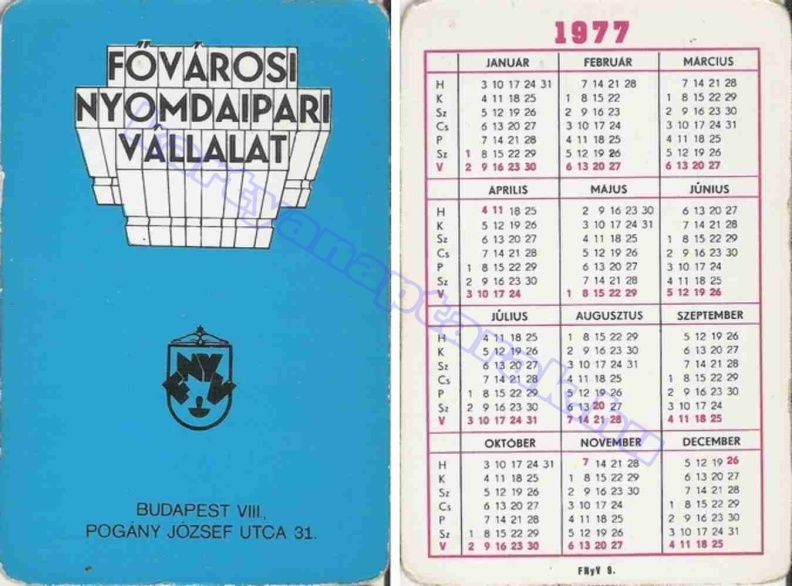 FŐVÁROSI
NYOMDAIPARI
VÁLLALAT
FNYV
BUDAPEST VIII.,
POGÁNY JÓZSEF UTCA 31.
kartyanaptarak.hu
1977
JANUÁR FEBRUÁR MÁRCIUS
H 3 10 17 24 31 7 14 21 28 7 14 21 28
K 4 11 18 25 1 8 15 22 1 8 15 22 29
Sz 5 12 19 26 2 9 16 23 2 9 16 23 30
Cs 6 13 20 27 3 10 17 24 3 10 17 24 31
P 7 14 21 28 4 11 18 25 4 11 18 25
Sz 1 8 15 22 29 5 12 19 26 5 12 19 26
V 2 9 16 23 30 6 13 20 27 6 13 20 27
ÁPRILIS MÁJUS JÚNIUS
H 4 11 18 25 2 9 16 23 30 6 13 20 27
K 5 12 19 26 3 10 17 24 31 7 14 21 28
Sz 6 13 20 27 4 11 18 25 1 8 15 22 29
Cs 7 14 21 28 5 12 19 26 2 9 16 23 30
P 1 8 15 22 29 6 13 20 27 3 10 17 24
Sz 2 9 16 23 30 7 14 21 28 4 11 18 25
V 3 10 17 24 1 8 15 22 29 5 12 19 26
JÚLIUS AUGUSZTUS SZEPTEMBER
H 4 11 18 25 1 8 15 22 29 5 12 19 26
K 5 12 19 26 2 9 16 23 30 6 13 20 27
Sz 6 13 20 27 3 10 17 24 31 7 14 21 28
Cs 7 14 21 28 4 11 18 25 1 8 15 22 29
P 1 8 15 22 29 5 12 19 26 2 9 16 23 30
Sz 2 9 16 23 30 6 13 20 27 3 10 17 24
V 3 10 17 24 31 7 14 21 28 4 11 18 25
OKTÓBER NOVEMBER DECEMBER
H 3 10 17 24 31 7 14 21 28 5 12 19 26
K 4 11 18 25 1 8 15 22 29 6 13 20 27
Sz 5 12 19 26 2 9 16 23 30 7 14 21 28
Cs 6 13 20 27 3 10 17 24 1 8 15 22 29
P 7 14 21 28 4 11 18 25 2 9 16 23 30
Sz 1 8 15 22 29 5 12 19 26 3 10 17 24 31
V 2 9 16 23 30 6 13 20 27 4 11 18 25
FNyV 9.